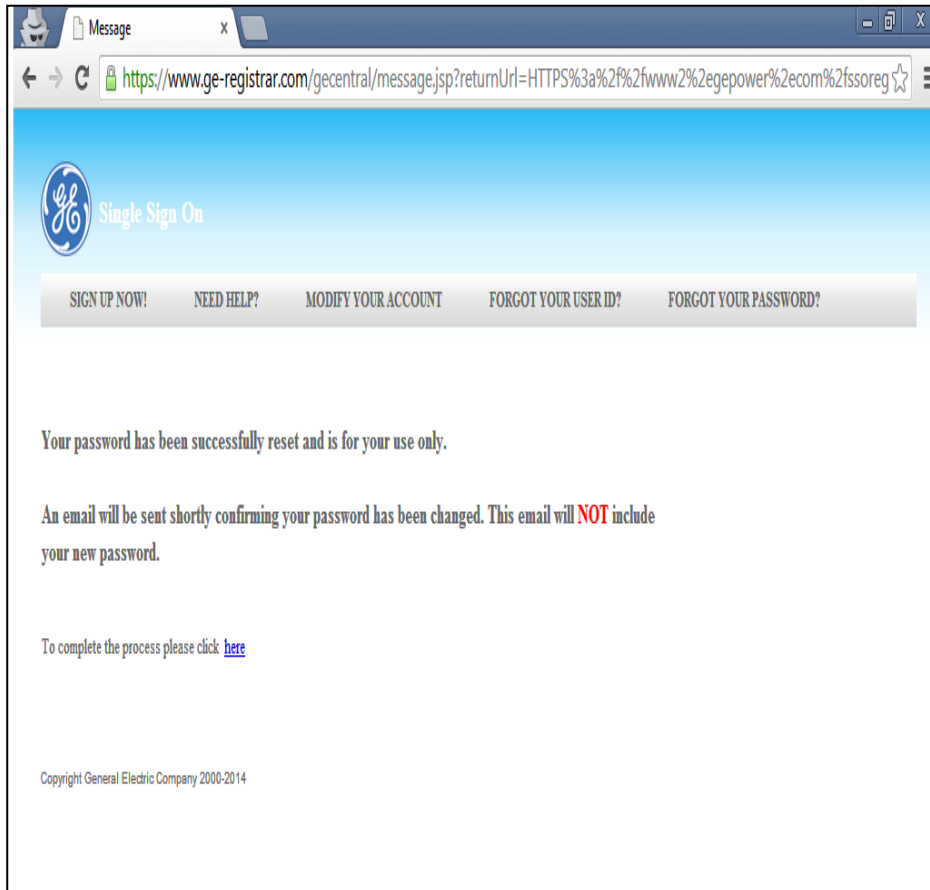 Message x
https://www.ge-registrar.com/gecentral/message.jsp?returnUrl=HTTPS%3a%2f%2fwww2%2egepower%2ecom%2fssoreg
GE Single Sign On
SIGN UP NOW! NEED HELP? MODIFY YOUR ACCOUNT FORGOT YOUR USER ID? FORGOT YOUR PASSWORD?
Your password has been successfully reset and is for your use only.
An email will be sent shortly confirming your password has been changed. This email will NOT include
your new password.
To complete the process please click here
Copyright General Electric Company 2000-2014